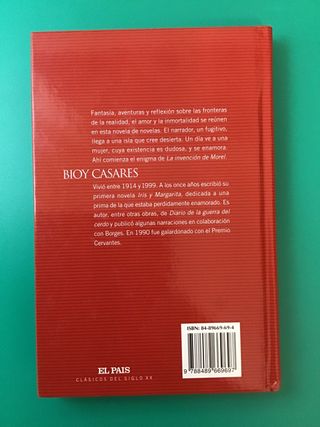 Fantasía, aventuras y reflexión sobre las fronteras
de la realidad, el amor y la inmortalidad se reúnen
en esta novela de novelas. El narrador, un fugitivo,
llega a una isla que cree desierta. Un día ve a una
mujer, cuya existencia es dudosa, y se enamora.
Ahí comienza el enigma de La invención de Morel.
BIOY CASARES
Vivió entre 1914 y 1999. A los once años escribió su
primera novela Iris y Margarita, dedicada a una
prima de la que estaba perdidamente enamorado. Es
autor, entre otras obras, de Diario de la guerra del
cerdo y publicó algunas narraciones en colaboración
con Borges. En 1990 fue galardonado con el Premio
Cervantes.
ISBN: 84-89669-69-4
9 788489 669697
EL PAIS
CLÁSICOS DEL SIGLO XX